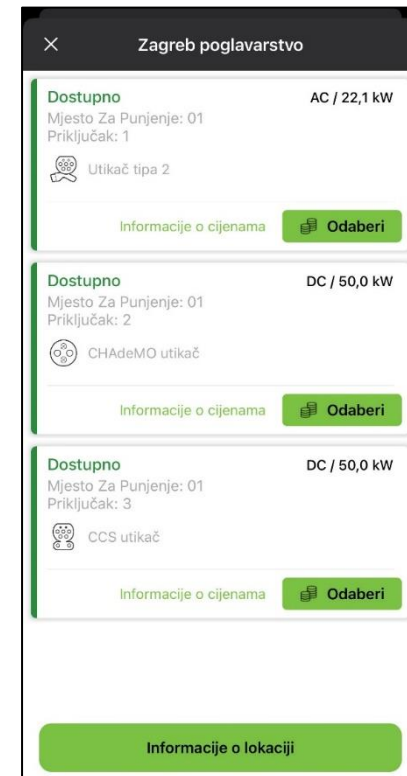 Zagreb poglavarstvo
Dostupno AC / 22,1 kW
Mjesto Za Punjenje: 01
Priključak: 1
Utikač tipa 2
Informacije o cijenama Odaberi
Dostupno DC / 50,0 kW
Mjesto Za Punjenje: 01
Priključak: 2
CHAdeMO utikač
Informacije o cijenama Odaberi
Dostupno DC / 50,0 kW
Mjesto Za Punjenje: 01
Priključak: 3
CCS utikač
Informacije o cijenama Odaberi
Informacije o lokaciji